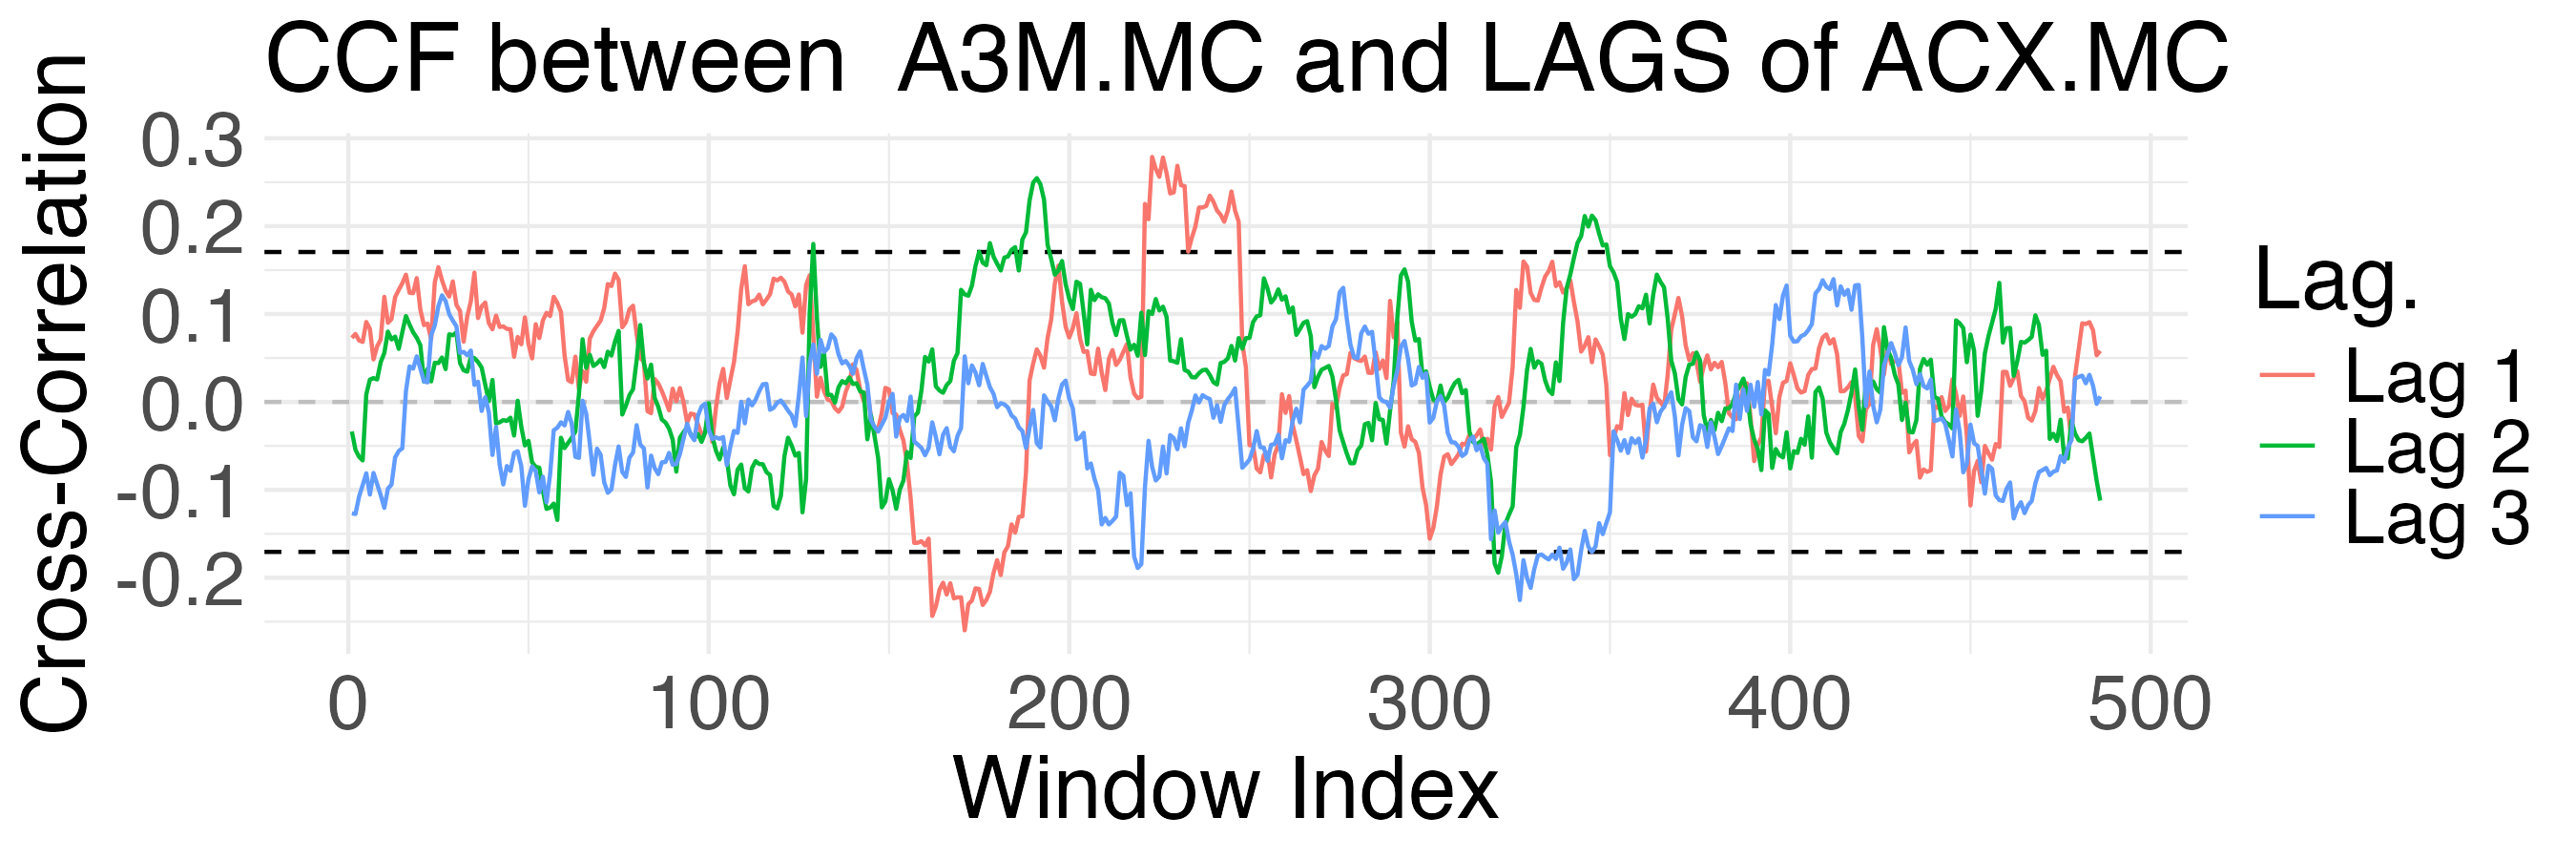 CCF between  A3M.MC and LAGS of ACX.MC
Cross-Correlation
0.3
0.2
0.1
0.0
-0.1
-0.2
0 100 200 300 400 500
Window Index
Lag.
Lag 1
Lag 2
Lag 3